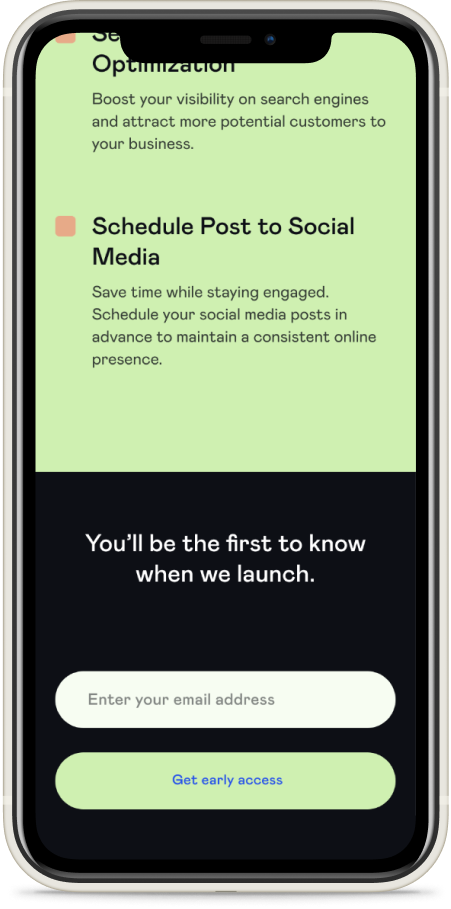 Optimization
Boost your visibility on search engines
and attract more potential customers to
your business.
Schedule Post to Social
Media
Save time while staying engaged.
Schedule your social media posts in
advance to maintain a consistent online
presence.
You’ll be the first to know
when we launch.
Enter your email address
Get early access